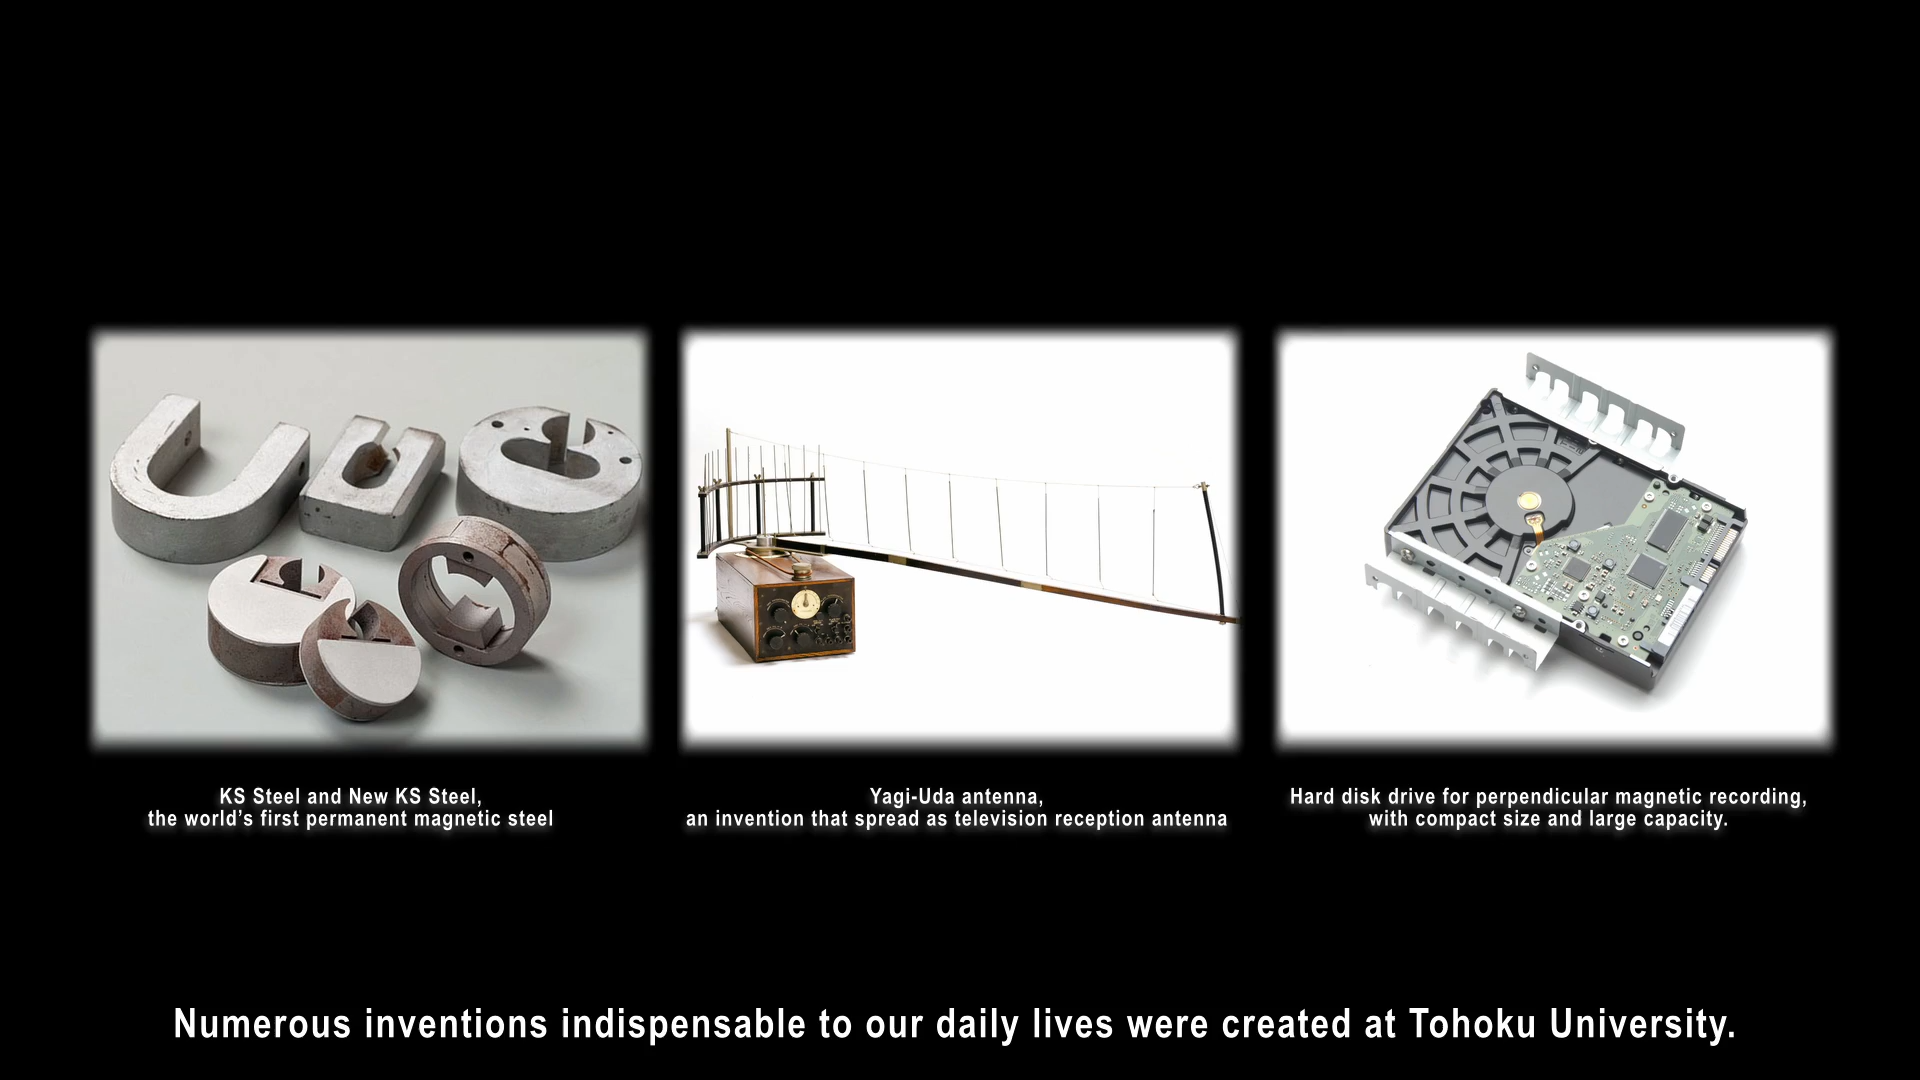 KS Steel and New KS Steel,
the world’s first permanent magnetic steel
Yagi-Uda antenna,
an invention that spread as television reception antenna
Hard disk drive for perpendicular magnetic recording,
with compact size and large capacity.
Numerous inventions indispensable to our daily lives were created at Tohoku University.